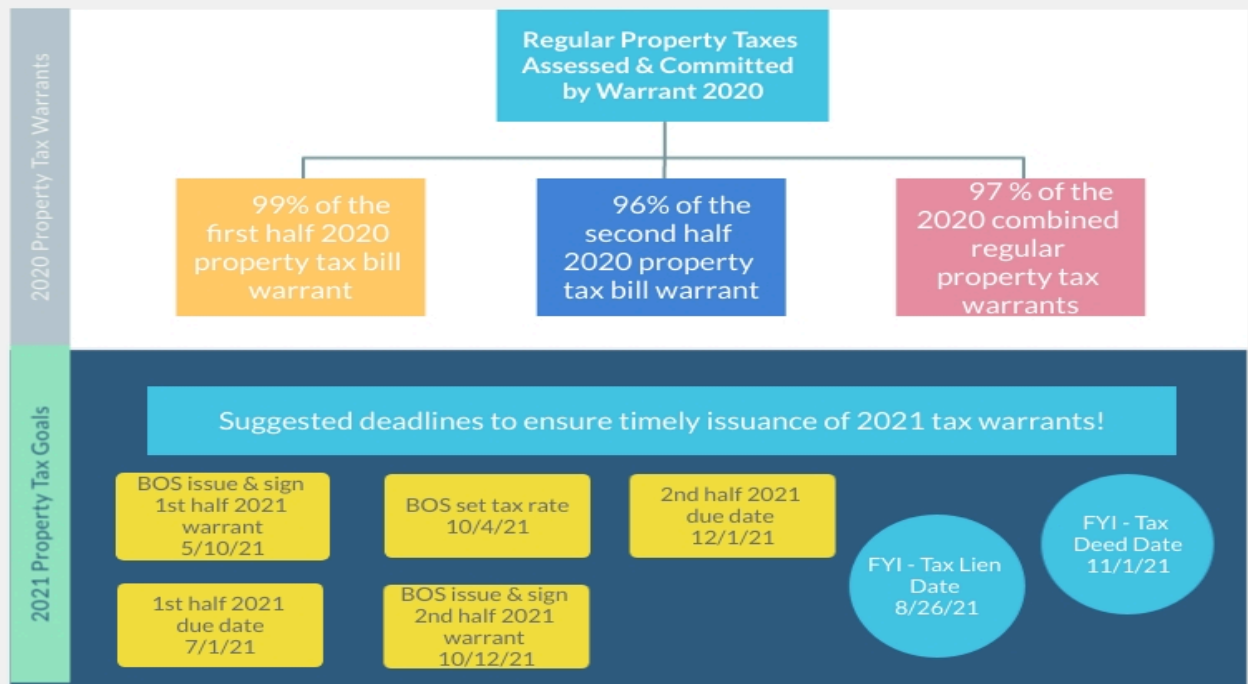 2020 Property Tax Warrants
Regular Property Taxes
Assessed & Committed
by Warrant 2020
99% of the
first half 2020
property tax bill
warrant
96% of the
second half
2020 property
tax bill warrant
97 % of the
2020 combined
regular
property tax
warrants
2021 Property Tax Goals
Suggested deadlines to ensure timely issuance of 2021 tax warrants!
BOS issue & sign
1st half 2021
warrant
5/10/21
1st half 2021
due date
7/1/21
BOS set tax rate
10/4/21
BOS issue & sign
2nd half 2021
warrant
10/12/21
2nd half 2021
due date
12/1/21
FYI - Tax Lien
Date
8/26/21
FYI - Tax
Deed Date
11/1/21